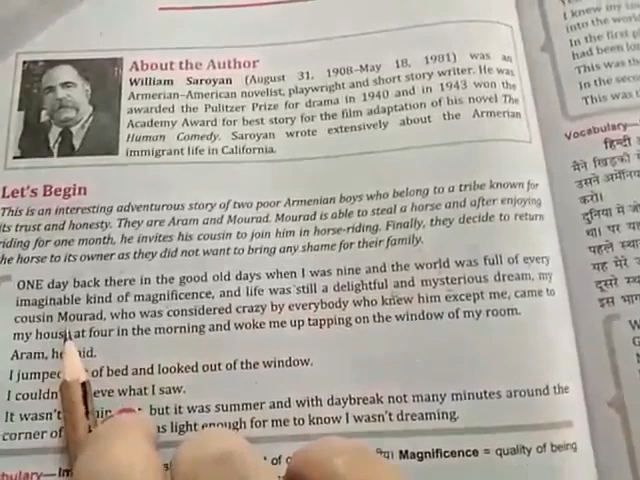 About the Author
William Saroyan (August 31, 1908–May 18, 1981) was an
Armerian–American novelist, playwright and short story writer. He was
awarded the Pulitzer Prize for drama in 1940 and in 1943 won the
Academy Award for best story for the film adaptation of his novel The
Human Comedy. Saroyan wrote extensively about the Armerian
immigrant life in California.
Let's Begin
This is an interesting adventurous story of two poor Armenian boys who belong to a tribe known for
its trust and honesty. They are Aram and Mourad. Mourad is able to steal a horse and after enjoying
riding for one month, he invites his cousin to join him in horse-riding. Finally, they decide to return
the horse to its owner as they did not want to bring any shame for their family.
ONE day back there in the good old days when I was nine and the world was full of every
imaginable kind of magnificence, and life was still a delightful and mysterious dream, my
cousin Mourad, who was considered crazy by everybody who knew him except me, came to
my house at four in the morning and woke me up tapping on the window of my room.
Aram, he said.
I jumped of bed and looked out of the window.
I what I saw.
It wasn't but it was summer and with daybreak not many minutes around the
corner of light enough for me to know I wasn't dreaming.
of Magnificence = quality of being
I knew my
into the
In the first
had been
This was
In the
This was
Vocabulary—
हिन्दी
मैंने खिड़की
उसने
करो।
दुनिया में
था। पर
पहले
यह मेरे
दूसरे
इस